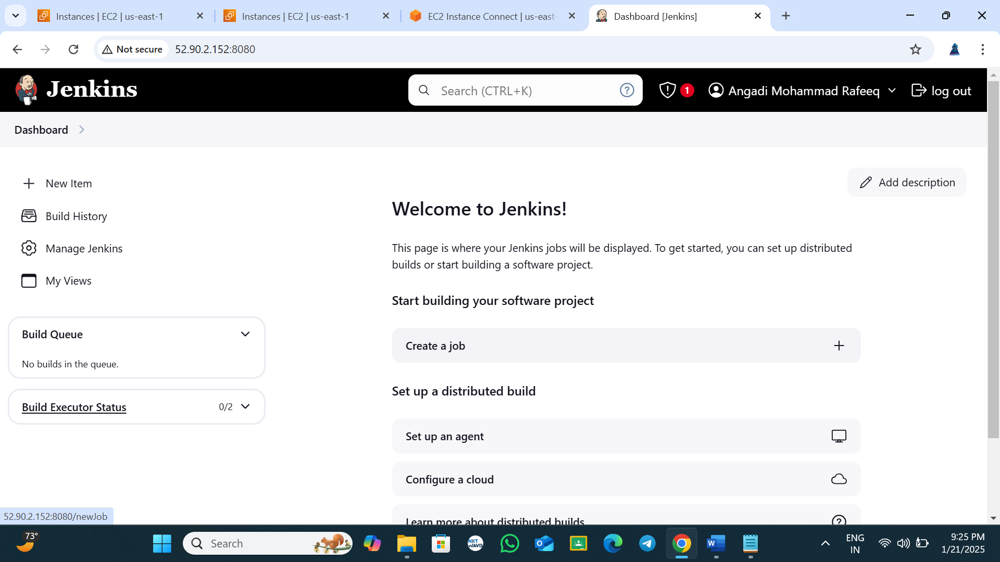 Instances | EC2 | us-east-1
Instances | EC2 | us-east-1
EC2 Instance Connect | us-east-
Dashboard [Jenkins]
Not secure
52.90.2.152:8080
Jenkins
Search (CTRL+K)
1
Angadi Mohammad Rafeeq
log out
Dashboard
New Item
Build History
Manage Jenkins
My Views
Build Queue
No builds in the queue.
Build Executor Status
0/2
Add description
Welcome to Jenkins!
This page is where your Jenkins jobs will be displayed. To get started, you can set up distributed
builds or start building a software project.
Start building your software project
Create a job
Set up a distributed build
Set up an agent
Configure a cloud
Learn more about distributed builds
52.90.2.152:8080/newJob
73°
Search
NXT
WAVE
ENG
IN
9:25 PM
1/21/2025